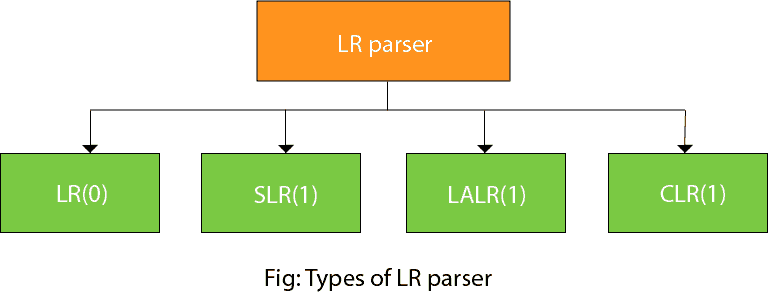 LR parser
LR(0)
SLR(1)
LALR(1)
CLR(1)
Fig: Types of LR parser